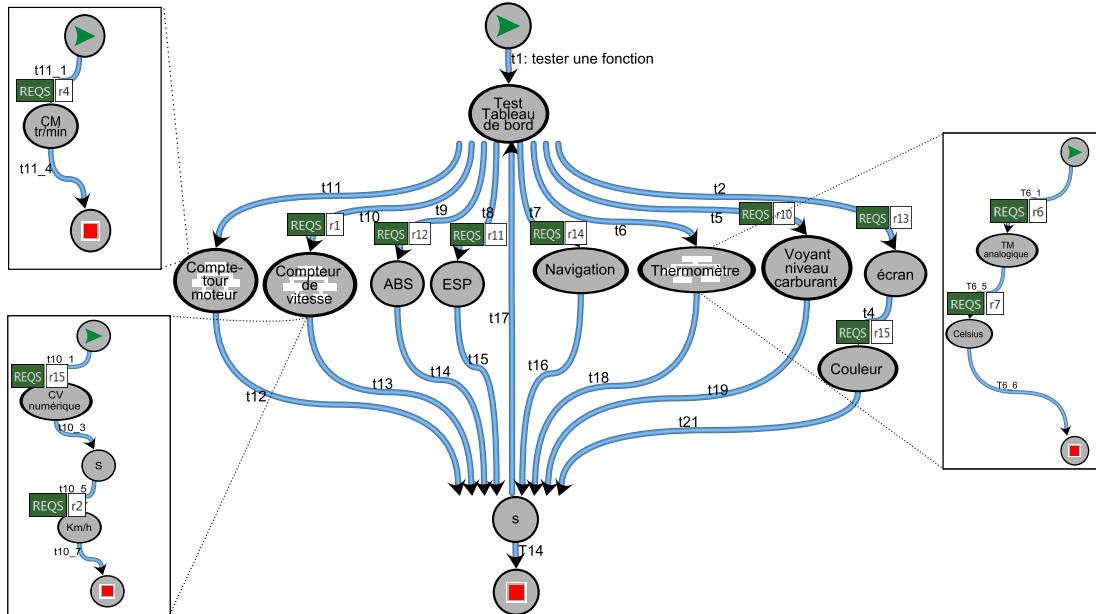 t11_1
REQS r4
CM
tr/min
t11_4
t1: tester une fonction
Test
Tableau
de bord
t11
t10
t9
t8
t7
t6
t5
t2
REQS r1
REQS r12
REQS r11
REQS r14
REQS r10
REQS r13
Compte-
tour
moteur
Compteur
de
vitesse
ABS
ESP
Navigation
Thermomètre
Voyant
niveau
carburant
écran
t4
REQS r15
Couleur
t12
t13
t14
t15
t17
t16
t18
t19
t21
s
T14
t10_1
REQS r15
CV
numérique
t10_3
S
t10_5
REQS r2
Km/h
t10_7
T6_1
REQS r6
TM
analogique
T6_5
REQS r7
Celsius
T6_6